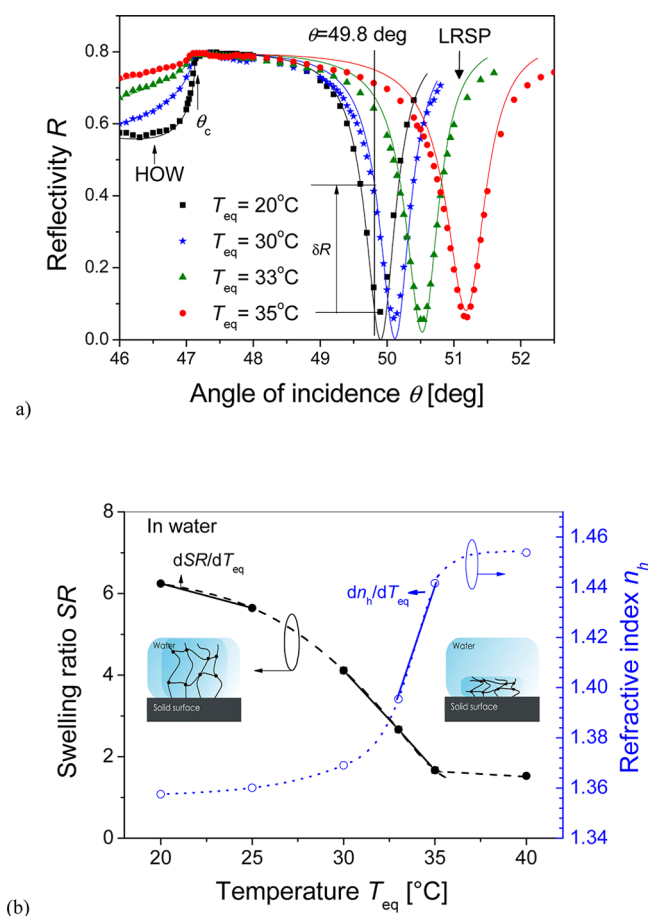 0.8
0.6
0.4
0.2
0.0
Reflectivity R
θ=49.8 deg
LRSP
θc
HOW
Teq = 20°C
Teq = 30°C
Teq = 33°C
Teq = 35°C
δR
46 47 48 49 50 51 52
Angle of incidence θ [deg]
a)
8
6
4
2
0
Swelling ratio SR
In water
dSR/dTeq
dnh/dTeq
Water
Solid surface
Water
Solid surface
1.46
1.44
1.42
1.40
1.38
1.36
1.34
Refractive index nh
20 25 30 35 40
Temperature Teq [°C]
(b)